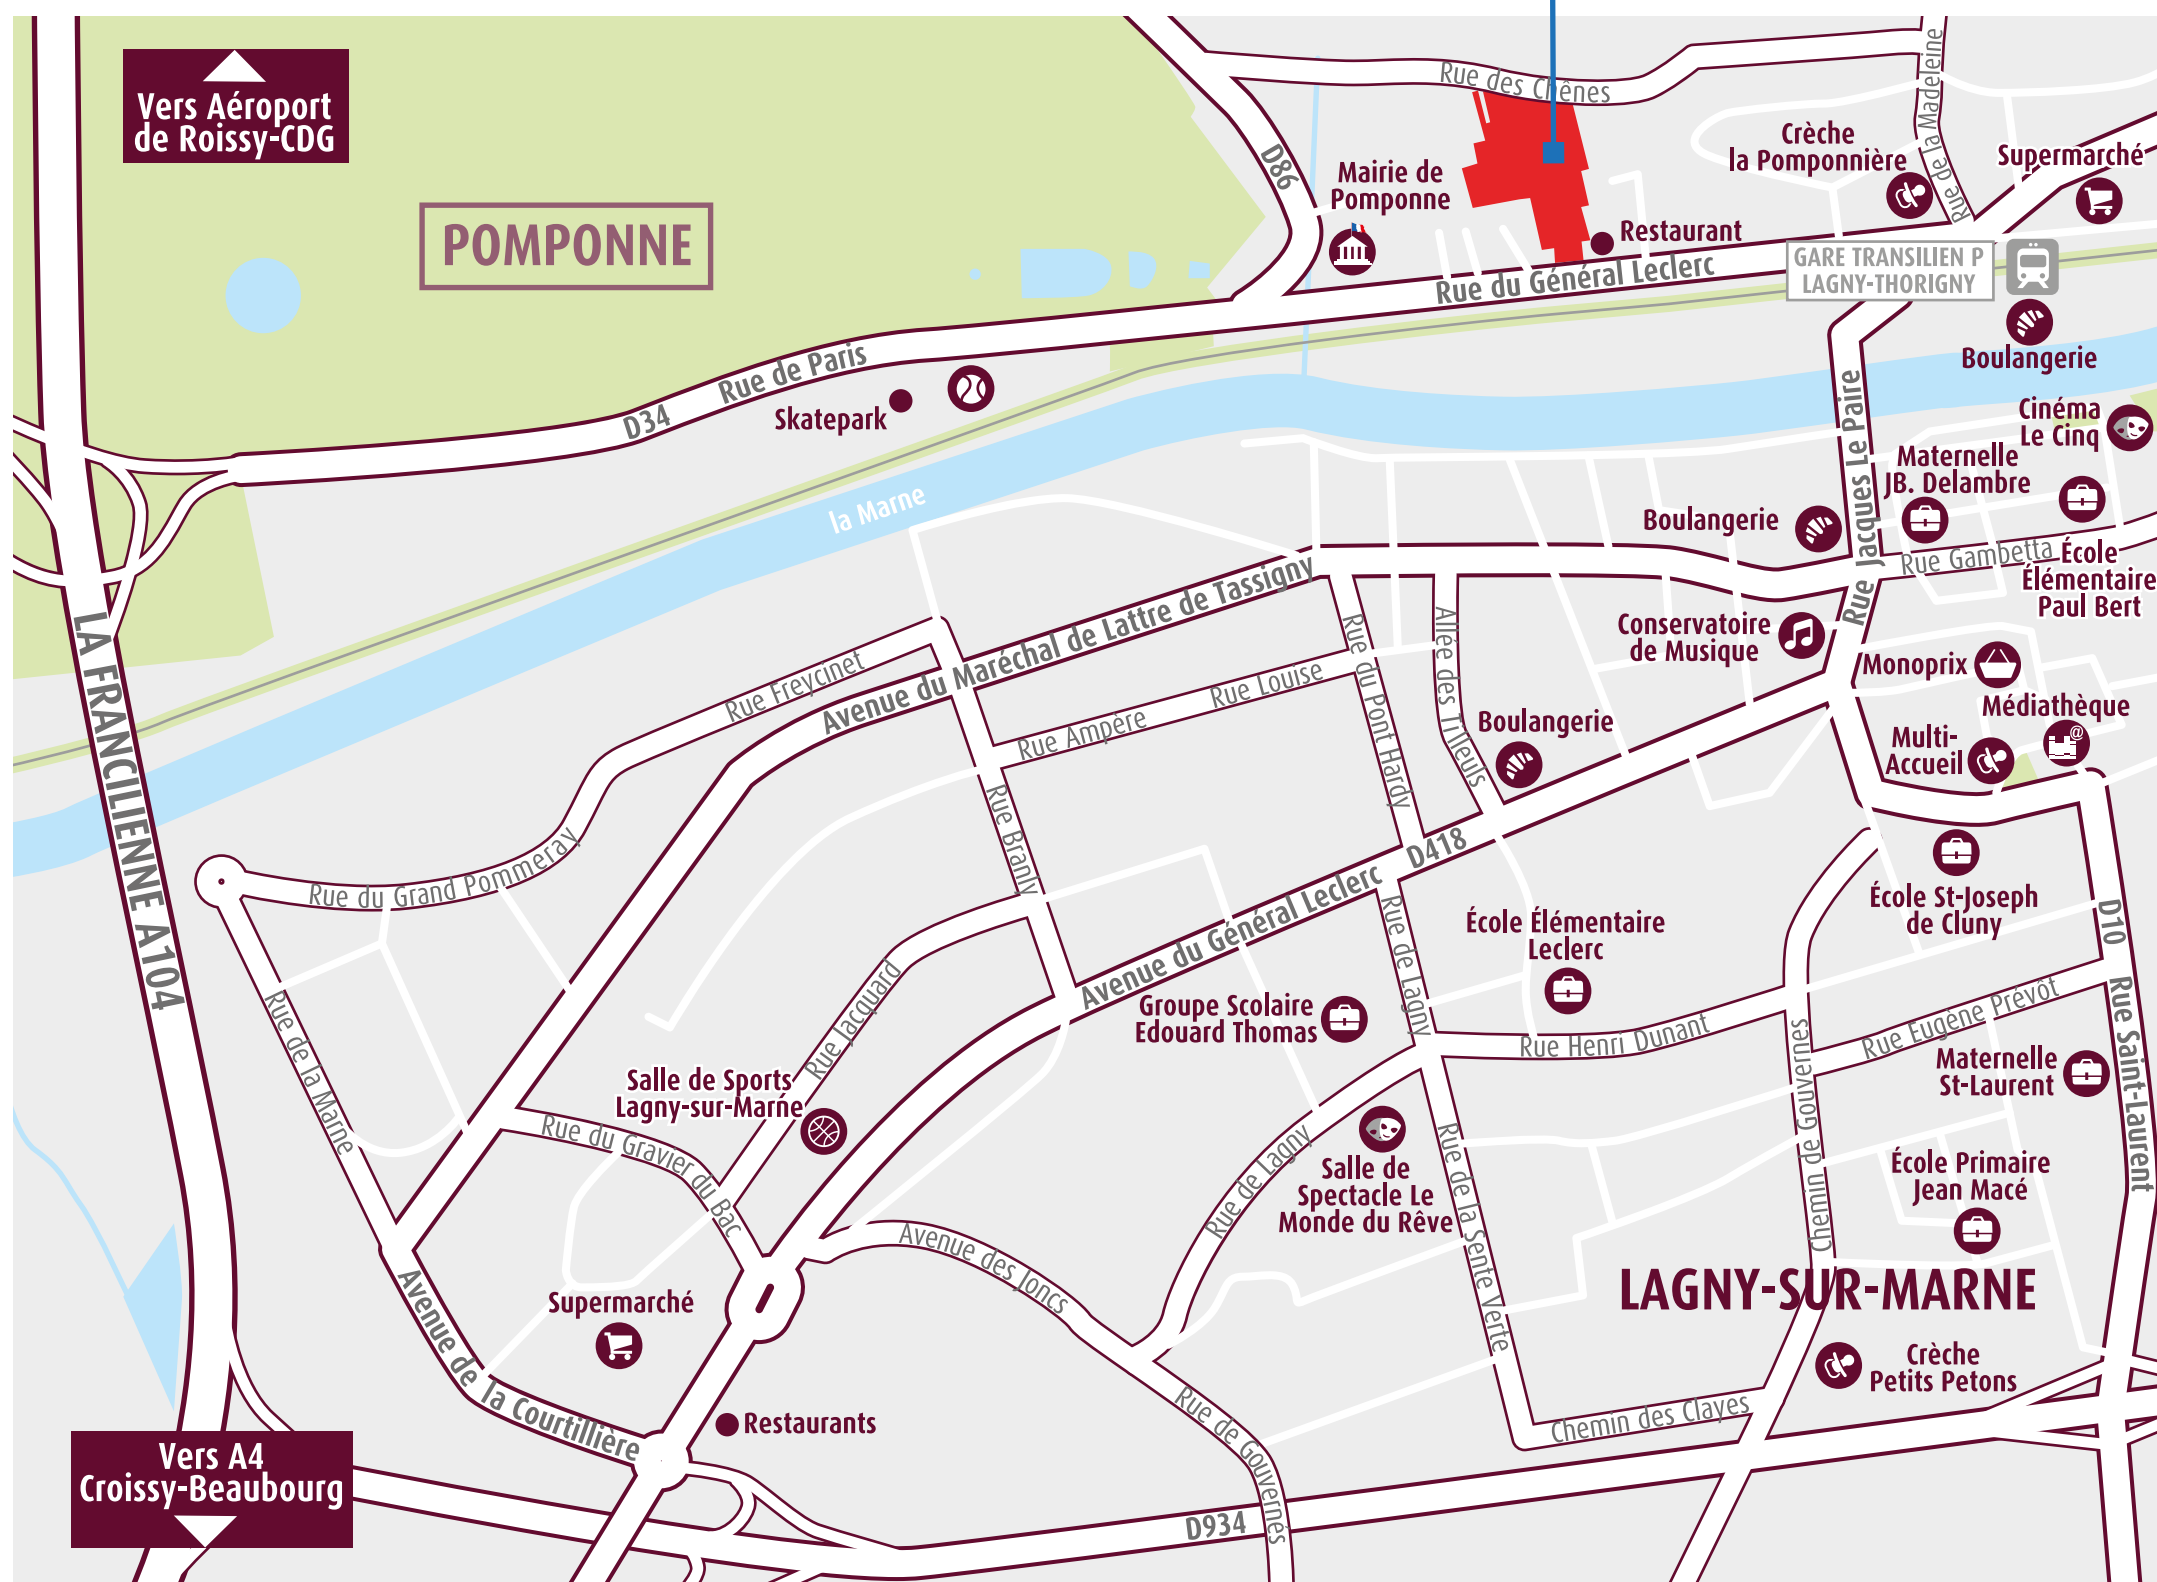 Vers Aéroport
de Roissy-CDG
POMPONNE
D86
Rue des Chênes
Rue de la Madeleine
Crèche
la Pomponnière
Supermarché
Mairie de
Pomponne
Restaurant
Rue du Général Leclerc
GARE TRANSILIEN P
LAGNY-THORIGNY
Boulangerie
Rue de Paris
D34
Skatepark
la Marne
Rue Jacques Le Paire
Cinéma
Le Cinq
Maternelle
JB. Delambre
Boulangerie
Rue Gambetta
École
Élémentaire
Paul Bert
Conservatoire
de Musique
Monoprix
Médiathèque
@
Multi-
Accueil
LA FRANCILIENNE A104
Avenue du Maréchal de Lattre de Tassigny
Rue Freycinet
Rue Ampère
Rue Louise
Rue du Pont Hardy
Allée des Tilleuls
Boulangerie
Rue Branly
D418
Avenue du Général Leclerc
Rue du Grand Pommeray
École St-Joseph
de Cluny
D10
Rue Saint-Laurent
École Élémentaire
Leclerc
Rue de Lagny
Groupe Scolaire
Edouard Thomas
Rue Henri Dunant
Rue Eugène Prévôt
Chemin de Gouvernes
Maternelle
St-Laurent
Rue Jacquard
Rue de la Marne
Salle de Sports
Lagny-sur-Marne
Rue du Gravier du Bac
Rue de Lagny
Salle de
Spectacle Le
Monde du Rêve
Rue de la Sente Verte
École Primaire
Jean Macé
Avenue des Joncs
LAGNY-SUR-MARNE
Supermarché
Avenue de la Courtillière
Restaurants
Crèche
Petits Petons
Chemin des Clayes
Rue de Gouvernes
Vers A4
Croissy-Beaubourg
D934